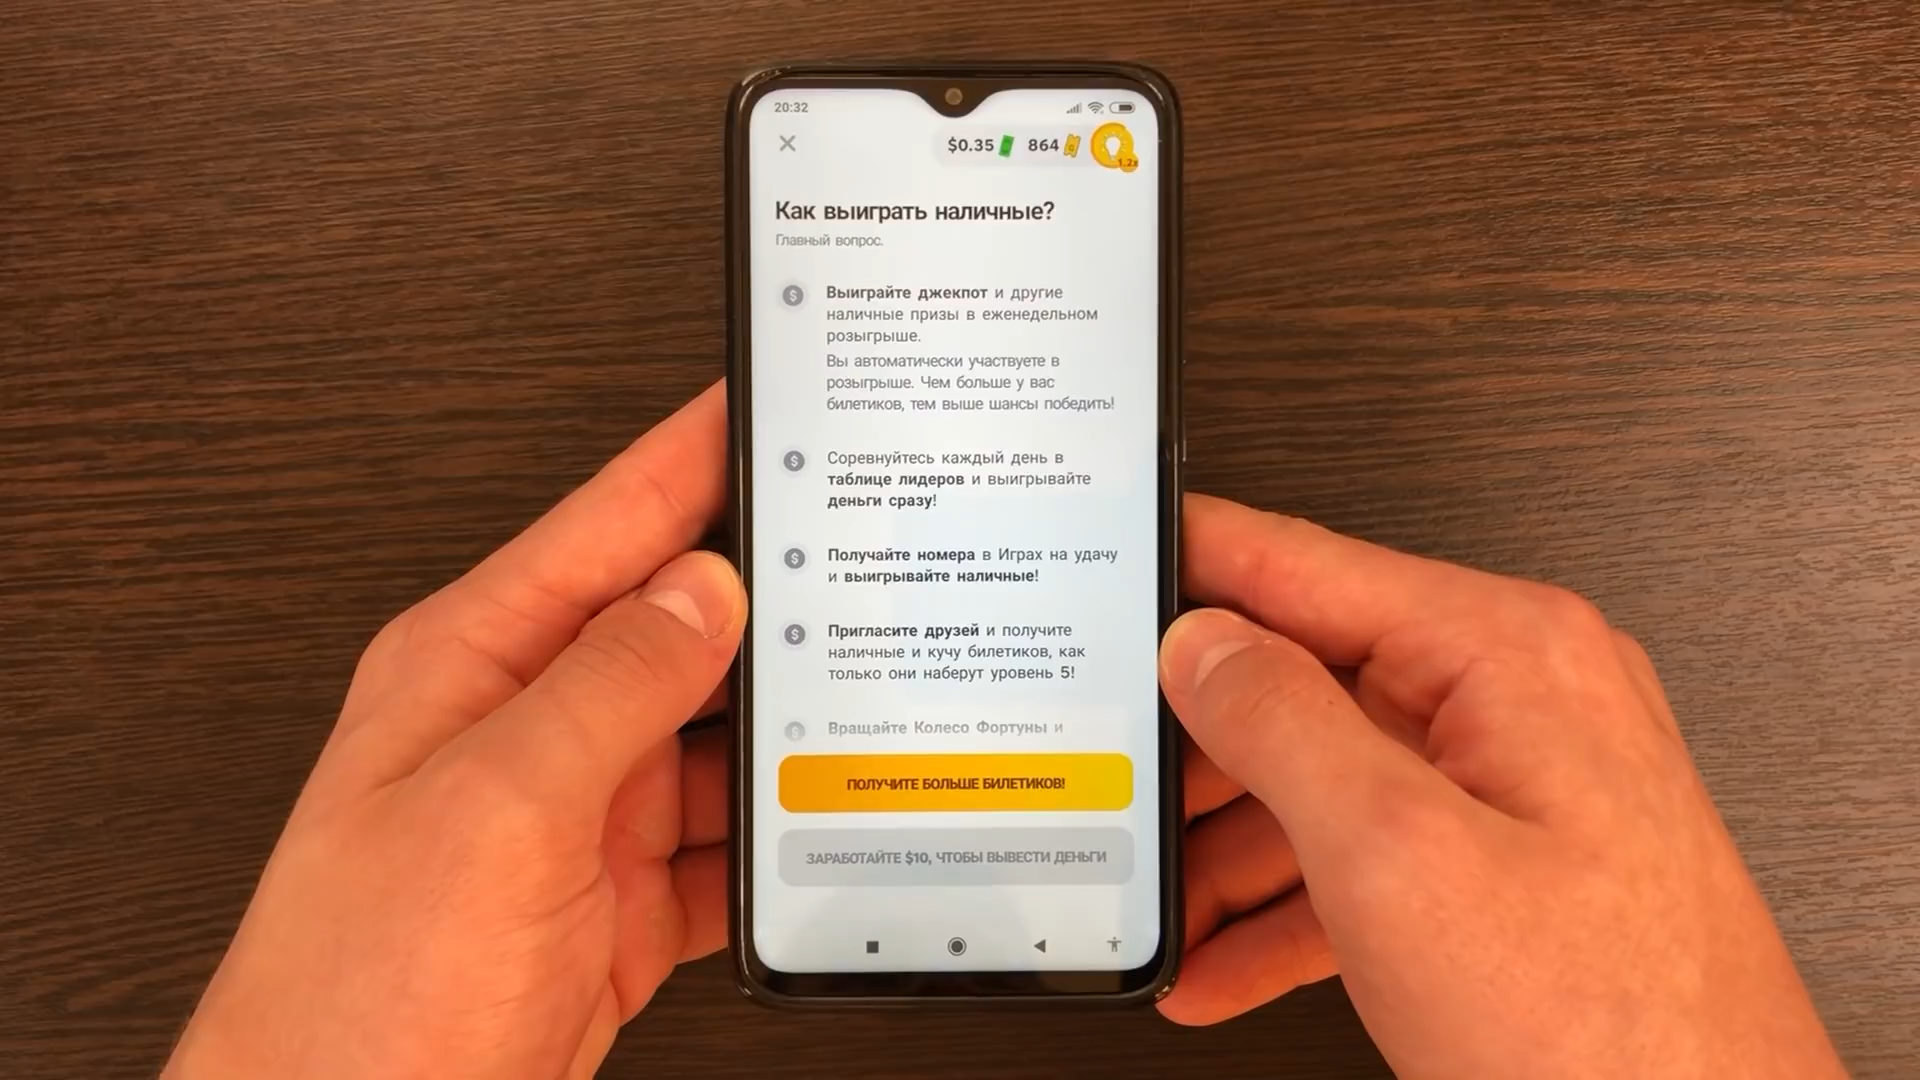 20:32
$0.35 864
1.2x
Как выиграть наличные?
Главный вопрос.
Выиграйте джекпот и другие
наличные призы в еженедельном
розыгрыше.
Вы автоматически участвуете в
розыгрыше. Чем больше у вас
билетиков, тем выше шансы победить!
Соревнуйтесь каждый день в
таблице лидеров и выигрывайте
деньги сразу!
Получайте номера в Играх на удачу
и выигрывайте наличные!
Пригласите друзей и получите
наличные и кучу билетиков, как
только они наберут уровень 5!
Вращайте Колесо Фортуны и
ПОЛУЧИТЕ БОЛЬШЕ БИЛЕТИКОВ!
ЗАРАБОТАЙТЕ $10, ЧТОБЫ ВЫВЕСТИ ДЕНЬГИ